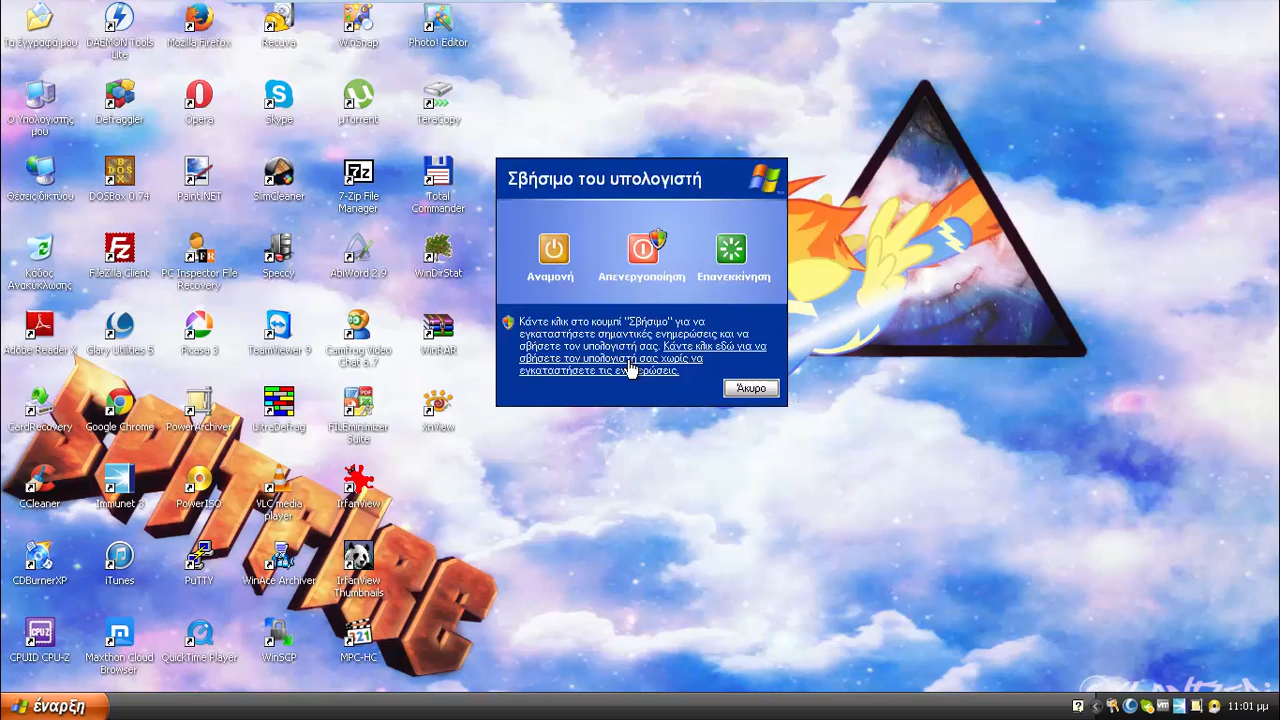 Τα έγγραφά μου
DAEMON Tools
Lite
Mozilla Firefox
Recuva
WinSnap
Photo! Editor
Ο Υπολογιστής
μου
Defraggler
Opera
Skype
µTorrent
TeraCopy
Θέσεις δικτύου
DOSBox 0.74
Paint.NET
SlimCleaner
7-Zip File
Manager
Total
Commander
Κάδος
Ανακύκλωσης
FileZilla Client
PC Inspector File
Recovery
Speccy
AbiWord 2.9
WinDirStat
Adobe Reader X
Glary Utilities 5
Picasa 3
TeamViewer 9
Camfrog Video
Chat 6.7
WinRAR
CardRecovery
Google Chrome
PowerArchiver
UltraDefrag
FILEminimizer
Suite
XnView
CCleaner
Immunet 3
PowerISO
VLC media
player
IrfanView
CDBurnerXP
iTunes
PuTTY
WinAce Archiver
IrfanView
Thumbnails
CPUID CPU-Z
Maxthon Cloud
Browser
QuickTime Player
WinSCP
MPC-HC
SPITFIRE
Σβήσιμο του υπολογιστή
Αναμονή
Απενεργοποίηση
Επανεκκίνηση
Κάντε κλικ στο κουμπί "Σβήσιμο" για να
εγκαταστήσετε σημαντικές ενημερώσεις και να
σβήσετε τον υπολογιστή σας. Κάντε κλικ εδώ για να
σβήσετε τον υπολογιστή σας χωρίς να
εγκαταστήσετε τις ενημερώσεις.
Άκυρο
έναρξη
11:01 μμ